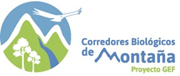 Corredores Biológicos
de Montaña
Proyecto GEF